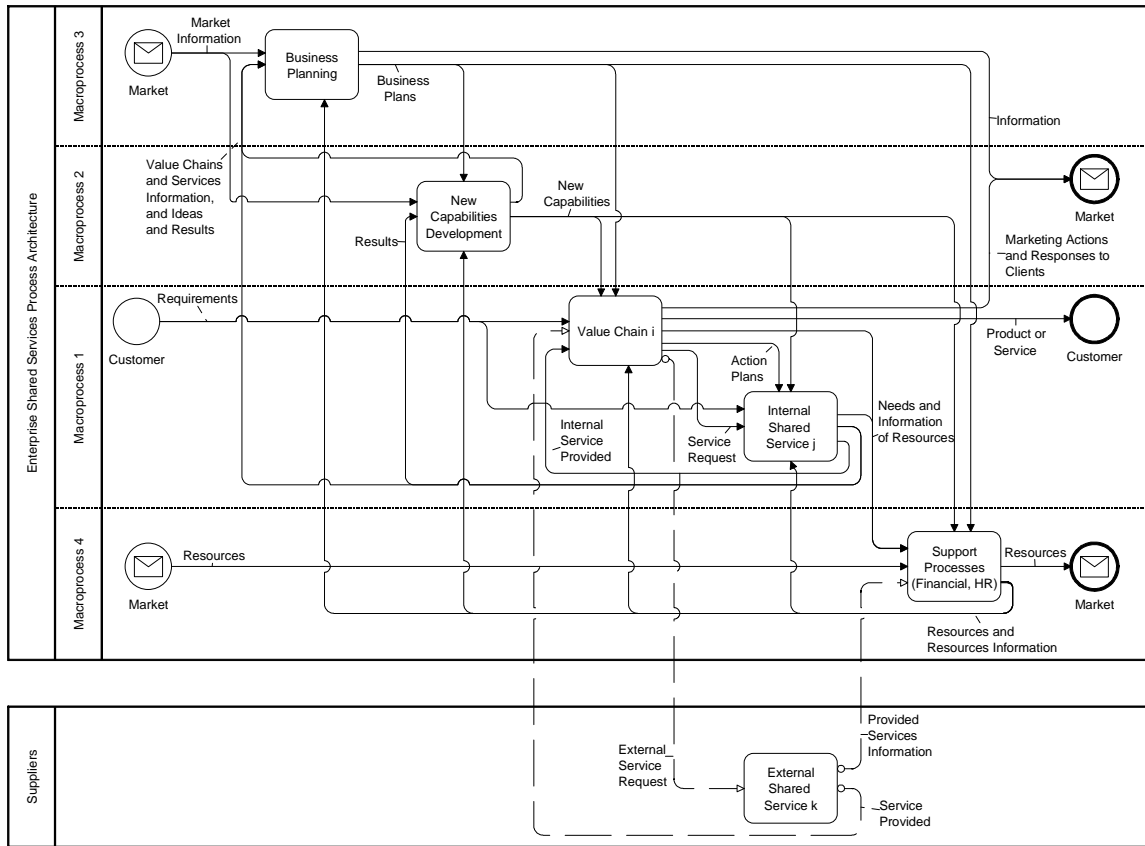 Enterprise Shared Services Process Architecture
Macroprocess 3
Market
Information
Market
Business
Planning
Business
Plans
Information
Macroprocess 2
Value Chains
and Services
Information,
and Ideas
and Results
New
Capabilities
Development
New
Capabilities
Results
Market
Marketing Actions
and Responses to
Clients
Macroprocess 1
Requirements
Customer
Value Chain i
Product or
Service
Customer
Action
Plans
Internal
Service
Provided
Service
Request
Internal
Shared
Service j
Needs and
Information
of Resources
Macroprocess 4
Resources
Market
Support
Processes
(Financial, HR)
Resources
Market
Resources and
Resources Information
Suppliers
External
Service
Request
External
Shared
Service k
Provided
Services
Information
Service
Provided